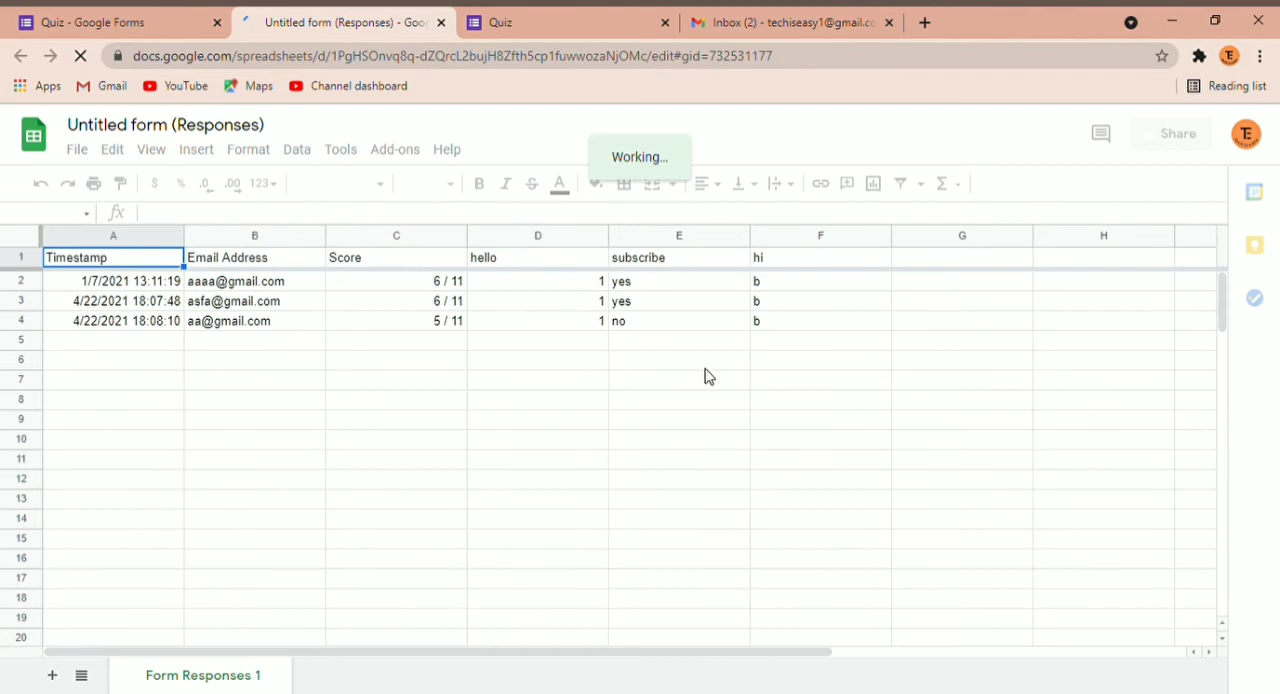 Quiz - Google Forms
Untitled form (Responses) - Goo
Quiz
Inbox (2) - techiseasy1@gmail.co
docs.google.com/spreadsheets/d/1PgHSOnvq8q-dZQrcL2bujH8Zfth5cp1fuwwozaNjOMc/edit#gid=732531177
Apps Gmail YouTube Maps Channel dashboard Reading list
Untitled form (Responses)
File Edit View Insert Format Data Tools Add-ons Help
Working...
Share
TE
$ % .0 .00 123 B I S A Σ
fx
A B C D E F G H
1 Timestamp Email Address Score hello subscribe hi
2 1/7/2021 13:11:19 aaaa@gmail.com 6 / 11 1 yes b
3 4/22/2021 18:07:48 asfa@gmail.com 6 / 11 1 yes b
4 4/22/2021 18:08:10 aa@gmail.com 5 / 11 1 no b
5
6
7
8
9
10
11
12
13
14
15
16
17
18
19
20
Form Responses 1